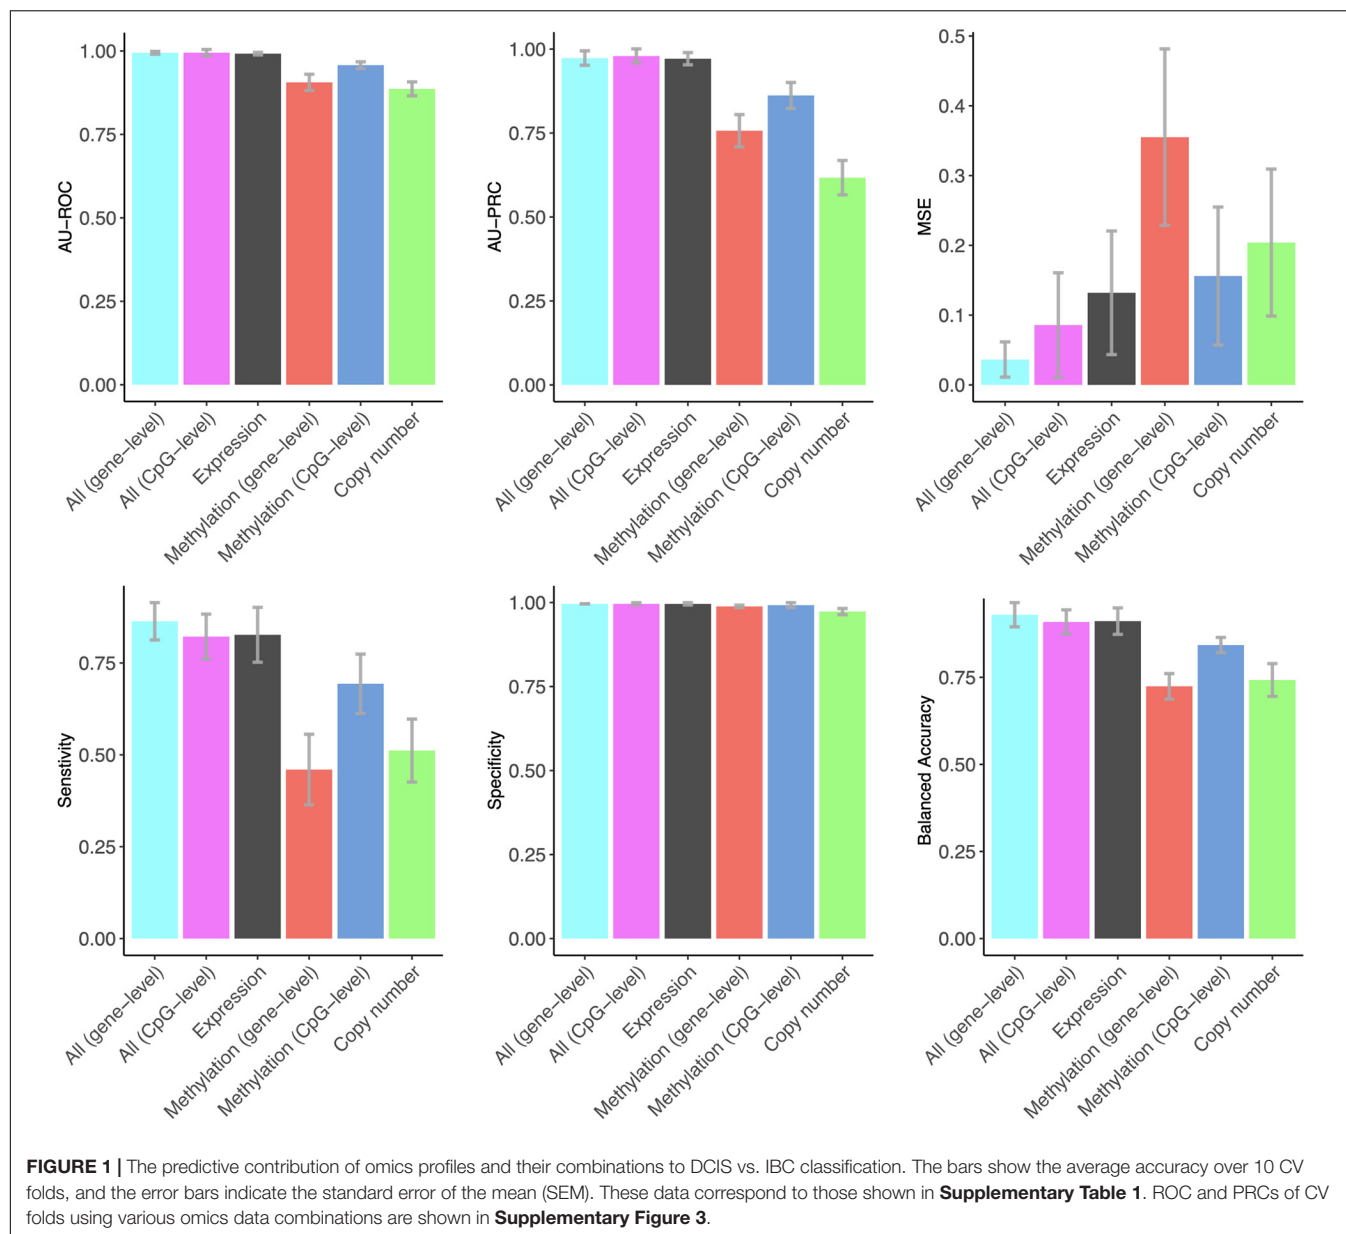 1.00
0.75
0.50
0.25
0.00
AU−ROC
All (gene−level)
All (CpG−level)
Expression
Methylation (gene−level)
Methylation (CpG−level)
Copy number
1.00
0.75
0.50
0.25
0.00
AU−PRC
All (gene−level)
All (CpG−level)
Expression
Methylation (gene−level)
Methylation (CpG−level)
Copy number
0.5
0.4
0.3
0.2
0.1
0.0
MSE
All (gene−level)
All (CpG−level)
Expression
Methylation (gene−level)
Methylation (CpG−level)
Copy number
0.75
0.50
0.25
0.00
Senstivity
All (gene−level)
All (CpG−level)
Expression
Methylation (gene−level)
Methylation (CpG−level)
Copy number
1.00
0.75
0.50
0.25
0.00
Specificity
All (gene−level)
All (CpG−level)
Expression
Methylation (gene−level)
Methylation (CpG−level)
Copy number
0.75
0.50
0.25
0.00
Balanced Accuracy
All (gene−level)
All (CpG−level)
Expression
Methylation (gene−level)
Methylation (CpG−level)
Copy number
FIGURE 1 | The predictive contribution of omics profiles and their combinations to DCIS vs. IBC classification. The bars show the average accuracy over 10 CV
folds, and the error bars indicate the standard error of the mean (SEM). These data correspond to those shown in Supplementary Table 1. ROC and PRCs of CV
folds using various omics data combinations are shown in Supplementary Figure 3.